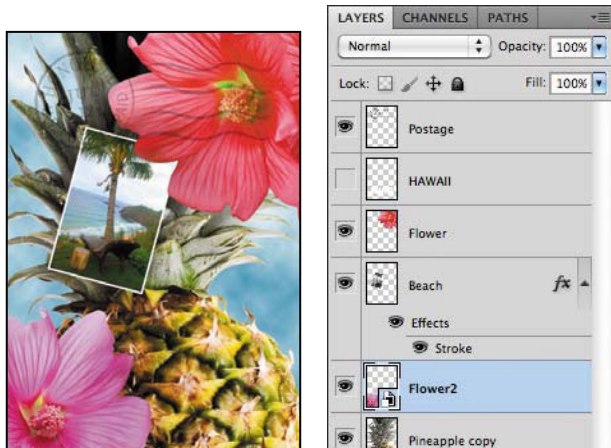 LAYERS CHANNELS PATHS
Normal Opacity: 100%
Lock: Fill: 100%
Postage
HAWAII
Flower
Beach fx
Effects
Stroke
Flower2
Pineapple copy